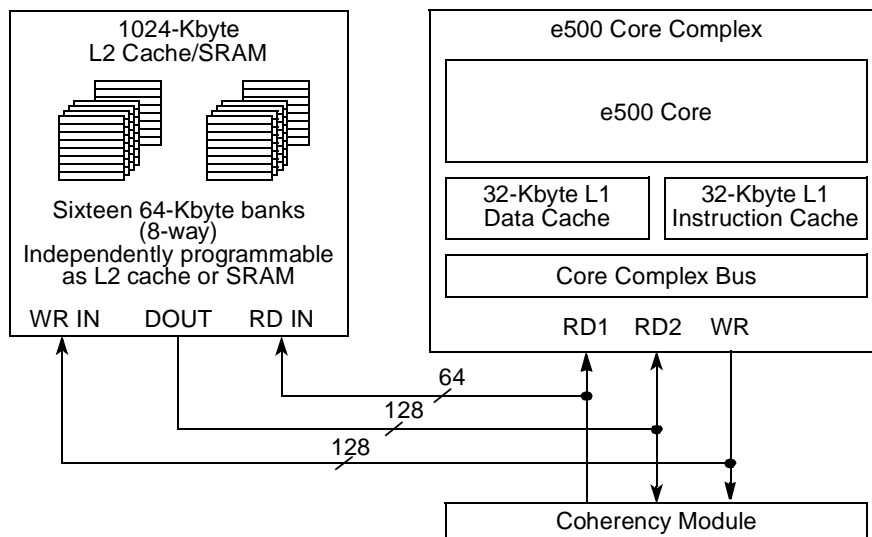 1024-Kbyte
L2 Cache/SRAM
Sixteen 64-Kbyte banks
(8-way)
Independently programmable
as L2 cache or SRAM
WR IN DOUT RD IN
e500 Core Complex
e500 Core
32-Kbyte L1
Data Cache
32-Kbyte L1
Instruction Cache
Core Complex Bus
RD1 RD2 WR
64
128
128
Coherency Module